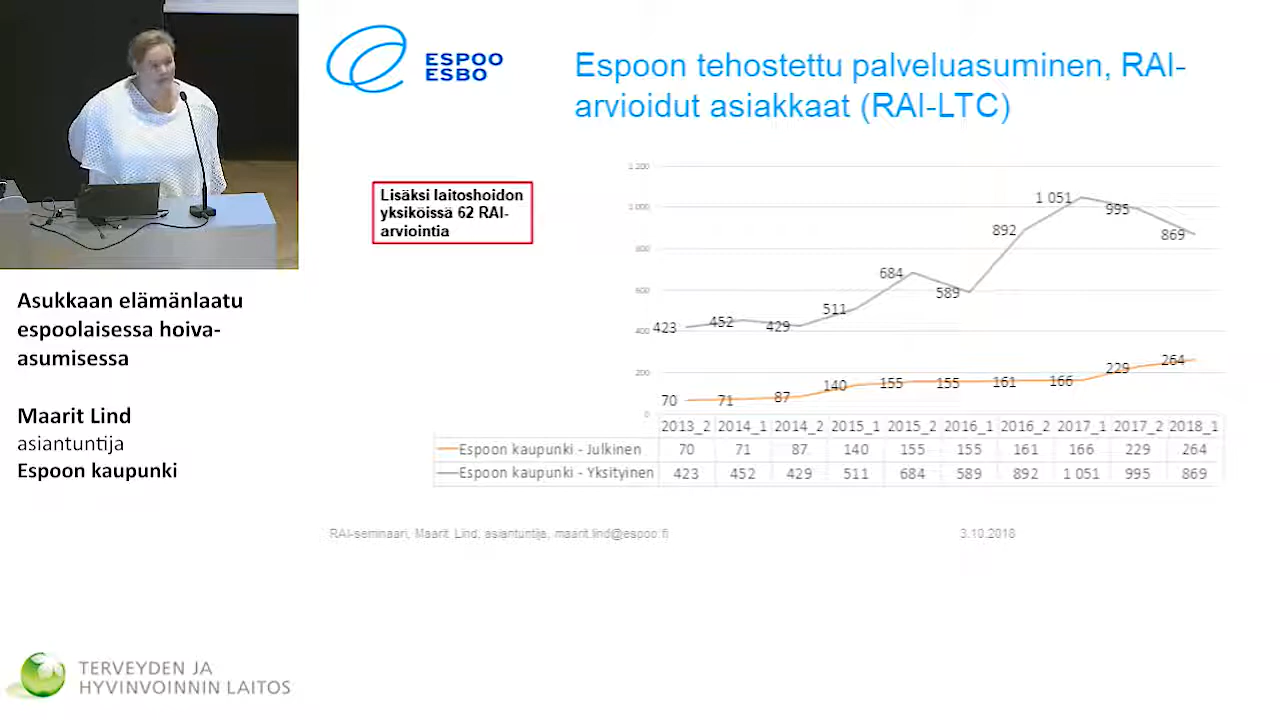 ESPOO
ESBO
Espoon tehostettu palveluasuminen, RAI-
arvioidut asiakkaat (RAI-LTC)
Lisäksi laitoshoidon
yksiköissä 62 RAI-
arviointia
1 200
1 000
800
600
400
200
0
423 452 429 511 684 589 892 1 051 995 869
70 71 87 140 155 155 161 166 229 264
2013_2 2014_1 2014_2 2015_1 2015_2 2016_1 2016_2 2017_1 2017_2 2018_1
Espoon kaupunki - Julkinen 70 71 87 140 155 155 161 166 229 264
Espoon kaupunki - Yksityinen 423 452 429 511 684 589 892 1 051 995 869
RAI-seminaari, Maarit Lind, asiantuntija, maarit.lind@espoo.fi 3.10.2018
Asukkaan elämänlaatu
espoolaisessa hoiva-
asumisessa
Maarit Lind
asiantuntija
Espoon kaupunki
TERVEYDEN JA
HYVINVOINNIN LAITOS